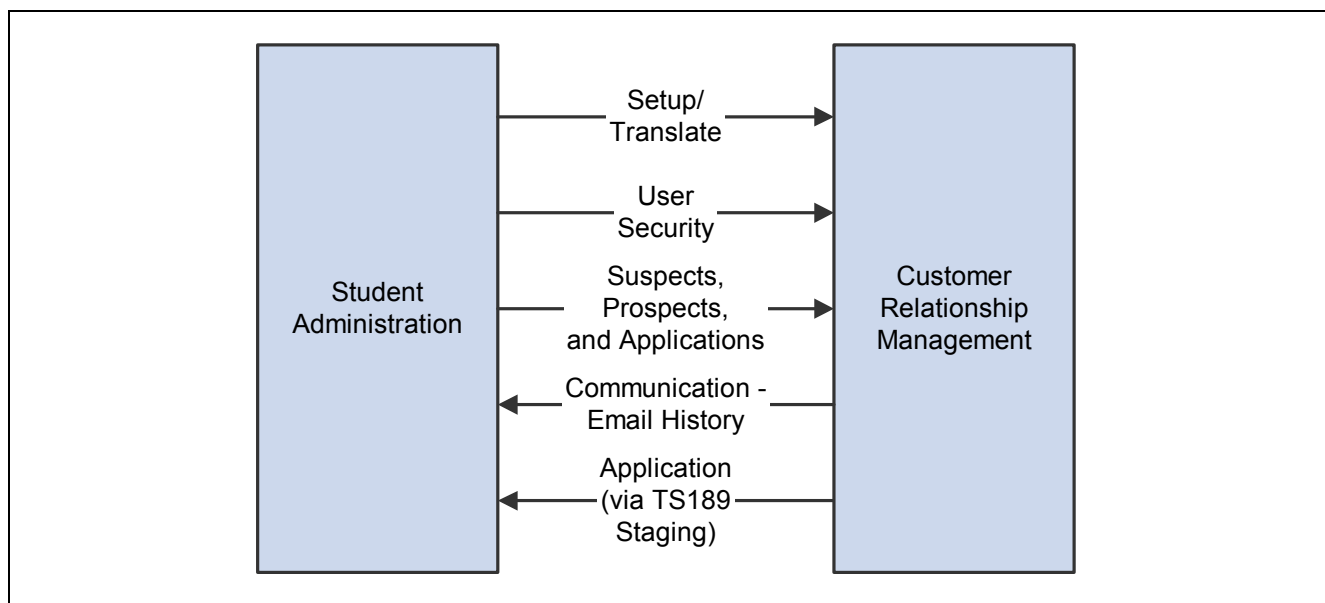 Student
Administration
Setup/
Translate
User
Security
Suspects,
Prospects,
and Applications
Communication -
Email History
Application
(via TS189
Staging)
Customer
Relationship
Management